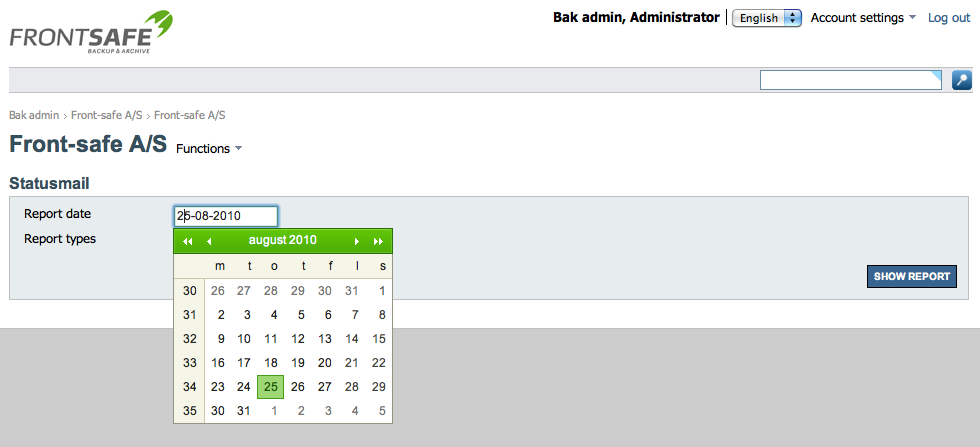 Bak admin, Administrator | English Account settings Log out
FRONTSAFE
BACKUP & ARCHIVE
Bak admin › Front-safe A/S › Front-safe A/S
Front-safe A/S Functions
Statusmail
Report date 25-08-2010
Report types
august 2010
m t o t f l s
30 26 27 28 29 30 31 1
31 2 3 4 5 6 7 8
32 9 10 11 12 13 14 15
33 16 17 18 19 20 21 22
34 23 24 25 26 27 28 29
35 30 31 1 2 3 4 5
SHOW REPORT